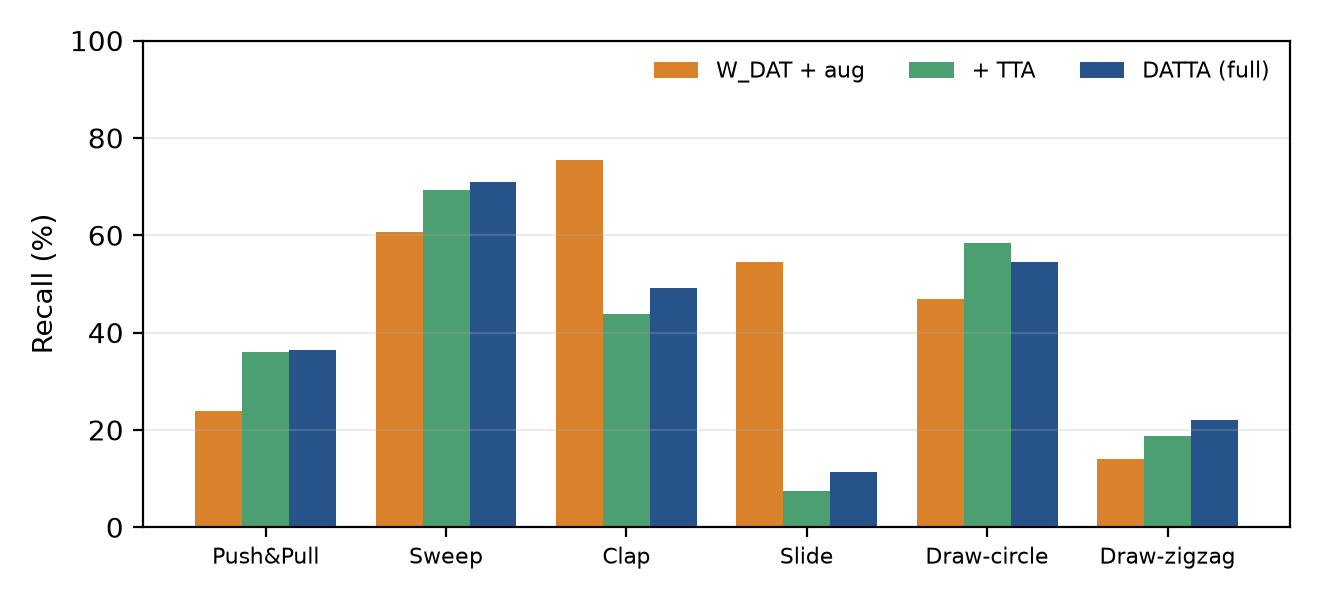 W_DAT + aug + TTA DATTA (full)
Recall (%)
100
80
60
40
20
0
Push&Pull Sweep Clap Slide Draw-circle Draw-zigzag